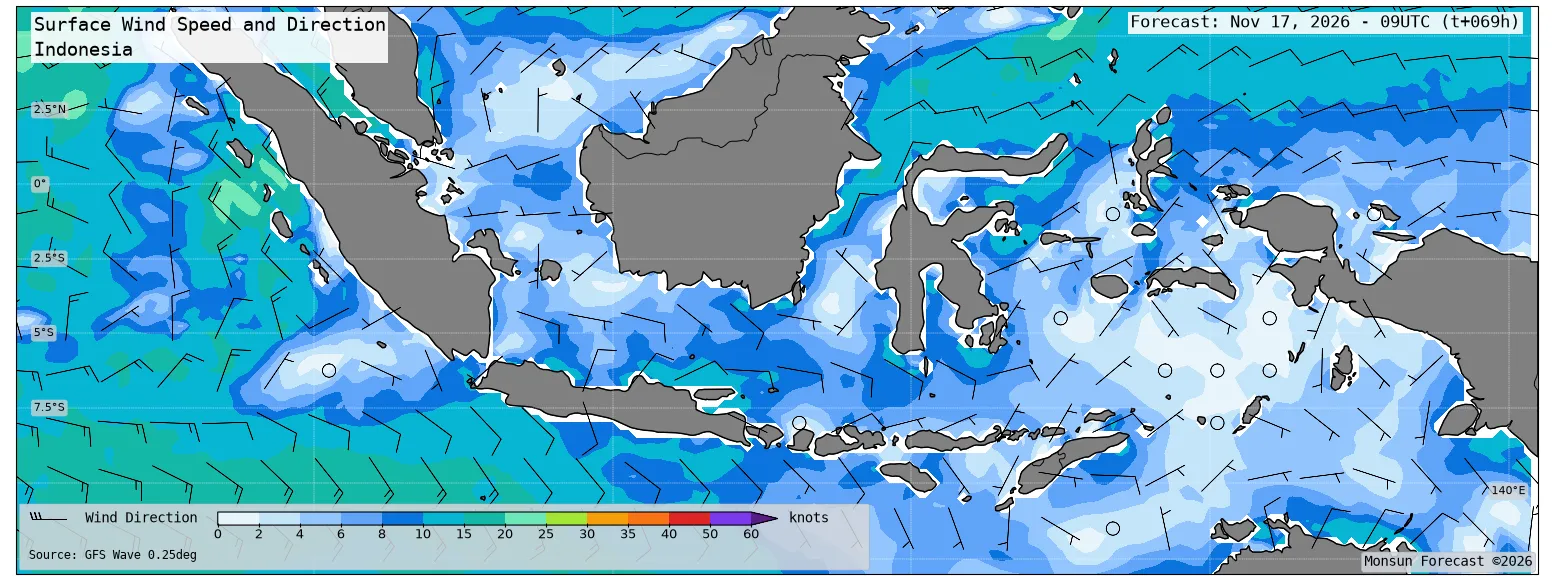 Surface Wind Speed and Direction
Indonesia
Forecast: Nov 17, 2026 - 09UTC (t+069h)
2.5°N
0°
2.5°S
5°S
7.5°S
140°E
Wind Direction
0 2 4 6 8 10 15 20 25 30 35 40 50 60
knots
Source: GFS Wave 0.25deg
Monsun Forecast ©2026